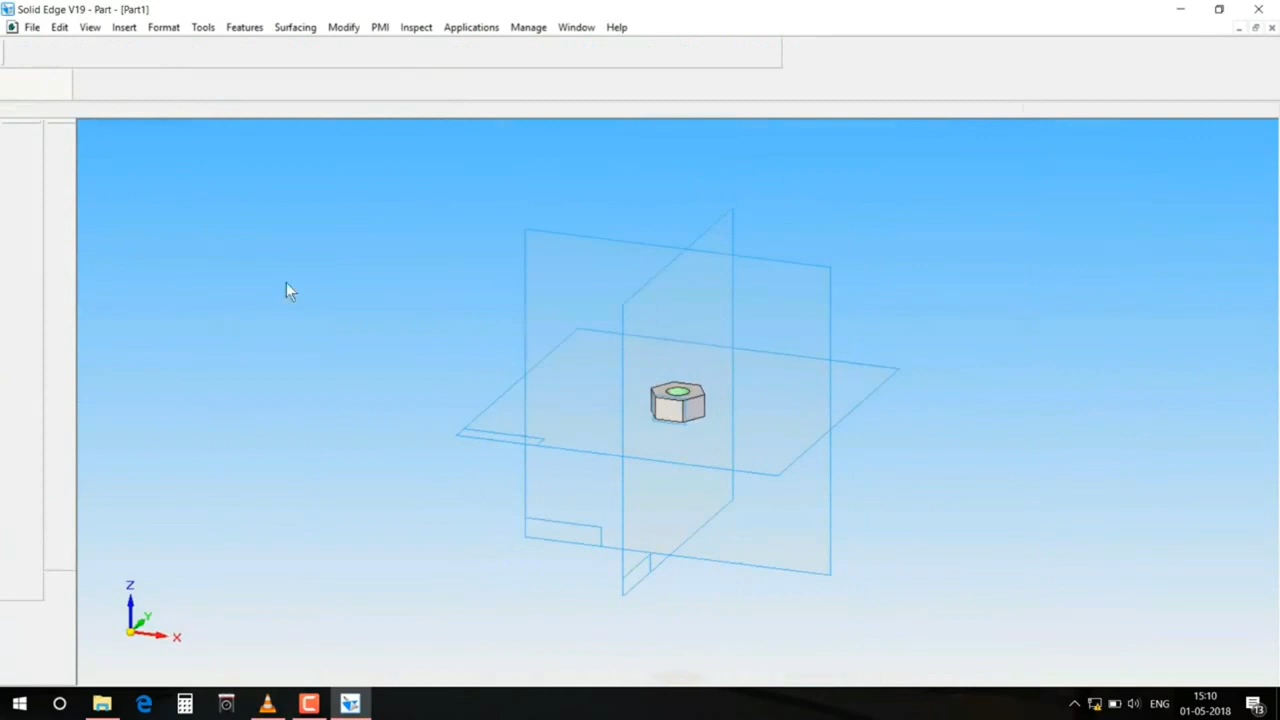 Solid Edge V19 - Part - [Part1]
File Edit View Insert Format Tools Features Surfacing Modify PMI Inspect Applications Manage Window Help
Z
Y
X
ENG
15:10
01-05-2018
13